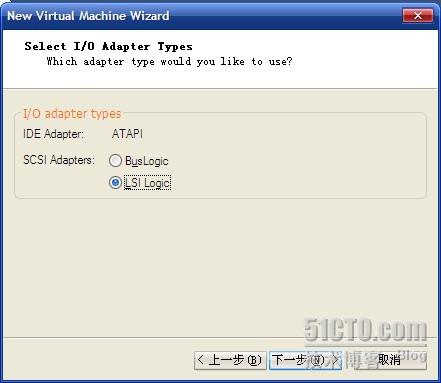 New Virtual Machine Wizard
Select I/O Adapter Types
Which adapter type would you like to use?
I/O adapter types
IDE Adapter: ATAPI
SCSI Adapters: BusLogic
LSI Logic
51CTO.com
技术博客 Blog
< 上一步(B) 下一步(N) > 取消